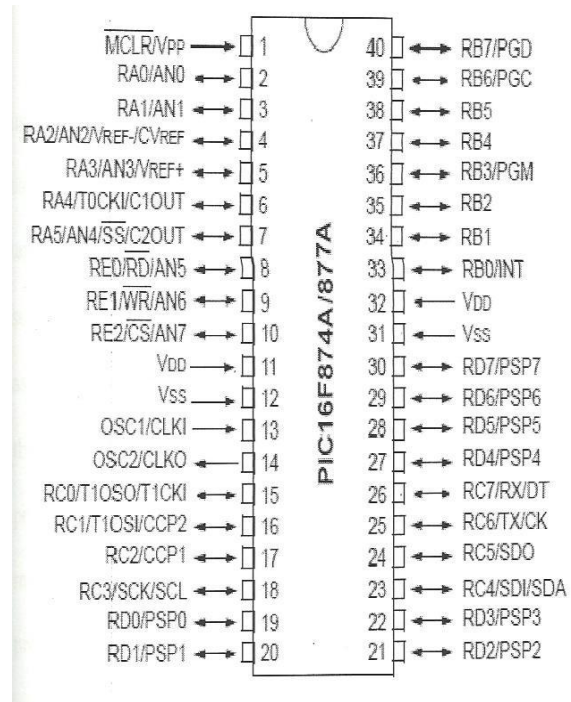 MCLR/VPP 1 40 RB7/PGD
RA0/AN0 2 39 RB6/PGC
RA1/AN1 3 38 RB5
RA2/AN2/VREF-/CVREF 4 37 RB4
RA3/AN3/VREF+ 5 36 RB3/PGM
RA4/T0CKI/C1OUT 6 35 RB2
RA5/AN4/SS/C2OUT 7 34 RB1
RE0/RD/AN5 8 33 RB0/INT
RE1/WR/AN6 9 32 VDD
RE2/CS/AN7 10 31 VSS
VDD 11 30 RD7/PSP7
VSS 12 29 RD6/PSP6
OSC1/CLKI 13 28 RD5/PSP5
OSC2/CLKO 14 27 RD4/PSP4
RC0/T1OSO/T1CKI 15 26 RC7/RX/DT
RC1/T1OSI/CCP2 16 25 RC6/TX/CK
RC2/CCP1 17 24 RC5/SDO
RC3/SCK/SCL 18 23 RC4/SDI/SDA
RD0/PSP0 19 22 RD3/PSP3
RD1/PSP1 20 21 RD2/PSP2
PIC16F874A/877A